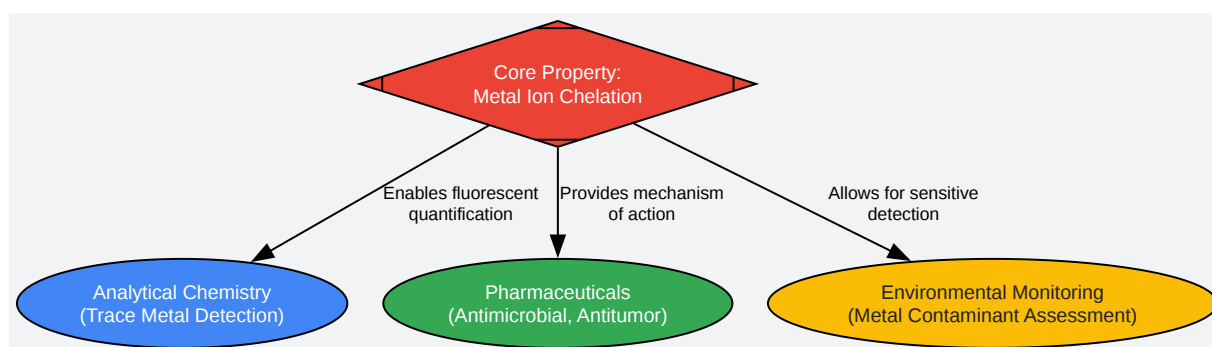 Core Property:
Metal Ion Chelation
Enables fluorescent
quantification
Provides mechanism
of action
Allows for sensitive
detection
Analytical Chemistry
(Trace Metal Detection)
Pharmaceuticals
(Antimicrobial, Antitumor)
Environmental Monitoring
(Metal Contaminant Assessment)